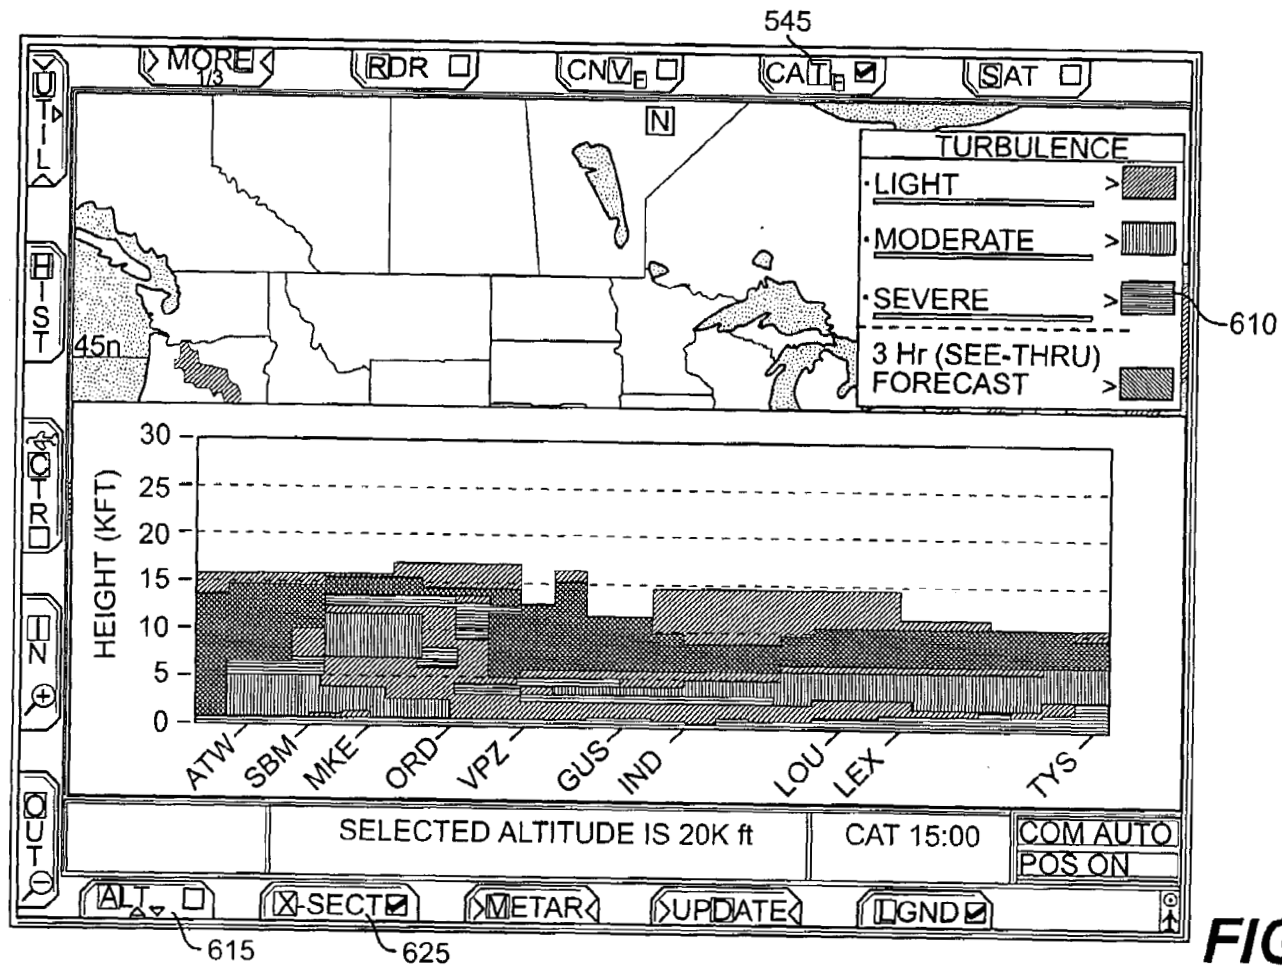 545
>MORE<
1/3
RDR
CNVF
CATF
SAT
UTIL
HIST
CTR
IN
OUT
N
45n
TURBULENCE
·LIGHT >
·MODERATE >
·SEVERE >
610
3 Hr (SEE-THRU)
FORECAST >
HEIGHT (KFT)
30
25
20
15
10
5
0
ATW
SBM
MKE
ORD
VPZ
GUS
IND
LOU
LEX
TYS
SELECTED ALTITUDE IS 20K ft
CAT 15:00
COM AUTO
POS ON
ALT
X-SECT
>METAR<
>UPDATE<
LGND
615
625
FIG